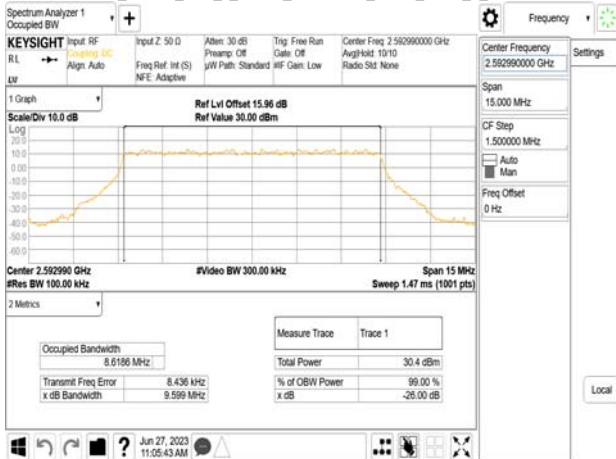 Spectrum Analyzer 1
Occupied BW
+
Frequency
KEYSIGHT
RL
LXI
Input: RF
Coupling: DC
Align: Auto
Input Z: 50 Ω
Freq Ref: Int (S)
NFE: Adaptive
Atten: 30 dB
Preamp: Off
µW Path: Standard
Trig: Free Run
Gate: Off
#IF Gain: Low
Center Freq: 2.592990000 GHz
Avg|Hold: 10/10
Radio Std: None
Center Frequency
2.592990000 GHz
Settings
Span
15.000 MHz
CF Step
1.500000 MHz
Auto
Man
Freq Offset
0 Hz
Local
1 Graph
Scale/Div 10.0 dB
Ref Lvl Offset 15.96 dB
Ref Value 30.00 dBm
Log
20.0
10.0
0.00
-10.0
-20.0
-30.0
-40.0
-50.0
-60.0
Center 2.592990 GHz
#Video BW 300.00 kHz
Span 15 MHz
#Res BW 100.00 kHz
Sweep 1.47 ms (1001 pts)
2 Metrics
Measure Trace Trace 1
Occupied Bandwidth
8.6186 MHz
Total Power 30.4 dBm
Transmit Freq Error 8.436 kHz
% of OBW Power 99.00 %
x dB Bandwidth 9.599 MHz
x dB -26.00 dB
?
Jun 27, 2023
11:05:43 AM